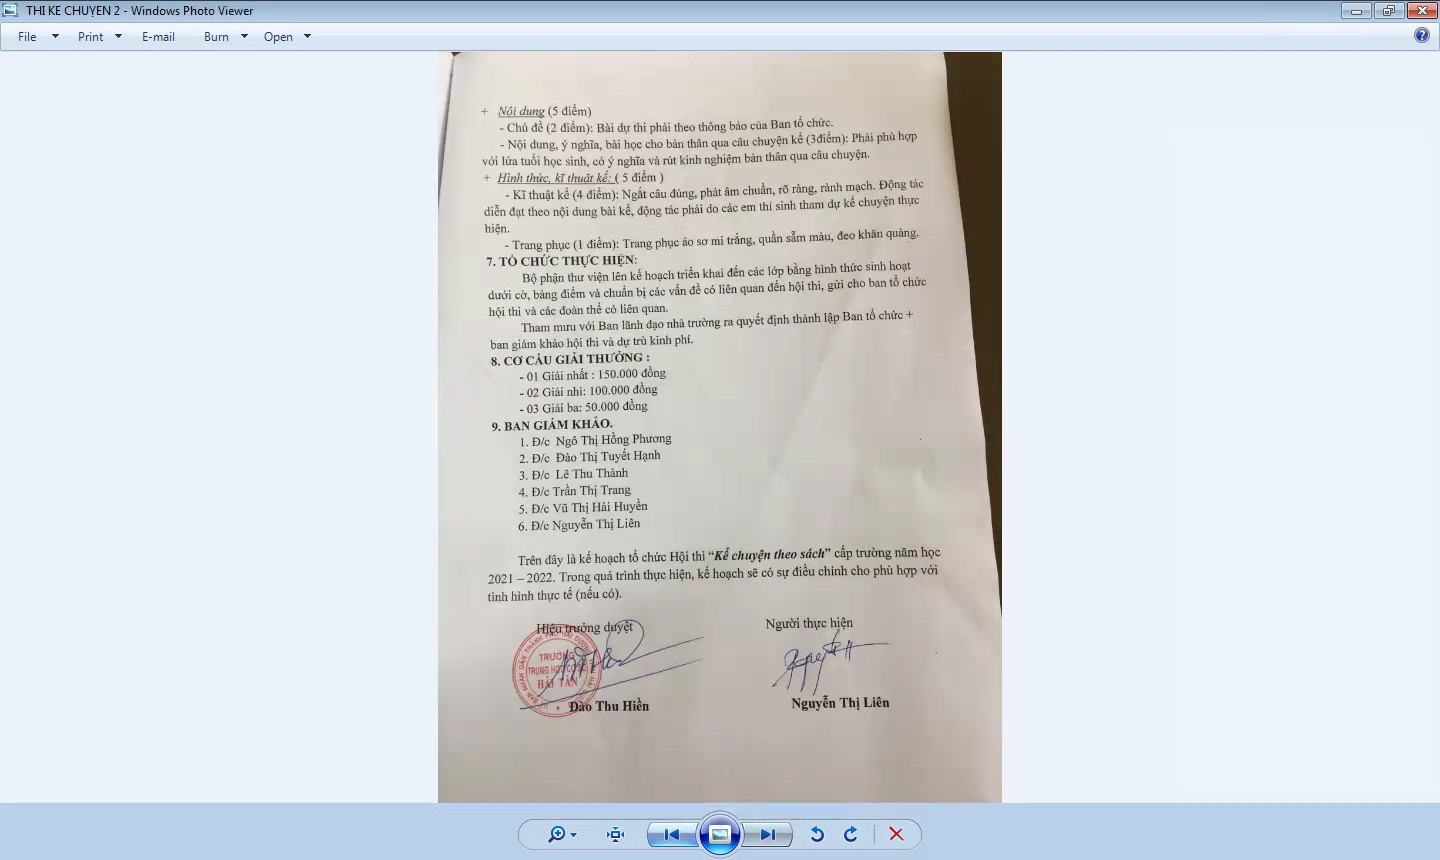 THI KE CHUYEN 2 - Windows Photo Viewer
File Print E-mail Burn Open
+ Nội dung (5 điểm)
- Chủ đề (2 điểm): Bài dự thi phải theo thông báo của Ban tổ chức.
- Nội dung, ý nghĩa, bài học cho bản thân qua câu chuyện kể (3điểm): Phải phù hợp
với lứa tuổi học sinh, có ý nghĩa và rút kinh nghiệm bản thân qua câu chuyện.
+ Hình thức, kĩ thuật kể: ( 5 điểm )
- Kĩ thuật kể (4 điểm): Ngắt câu đúng, phát âm chuẩn, rõ ràng, rành mạch. Động tác
diễn đạt theo nội dung bài kể, động tác phải do các em thí sinh tham dự kể chuyện thực
hiện.
- Trang phục (1 điểm): Trang phục áo sơ mi trắng, quần sẫm màu, đeo khăn quàng.
7. TỔ CHỨC THỰC HIỆN:
Bộ phận thư viện lên kế hoạch triển khai đến các lớp bằng hình thức sinh hoạt
dưới cờ, bảng điểm và chuẩn bị các vấn đề có liên quan đến hội thi, gửi cho ban tổ chức
hội thi và các đoàn thể có liên quan.
Tham mưu với Ban lãnh đạo nhà trường ra quyết định thành lập Ban tổ chức +
ban giám khảo hội thi và dự trù kinh phí.
8. CƠ CẤU GIẢI THƯỞNG :
- 01 Giải nhất : 150.000 đồng
- 02 Giải nhì: 100.000 đồng
- 03 Giải ba: 50.000 đồng
9. BAN GIÁM KHẢO.
1. Đ/c Ngô Thị Hồng Phương
2. Đ/c Đào Thị Tuyết Hạnh
3. Đ/c Lê Thu Thành
4. Đ/c Trần Thị Trang
5. Đ/c Vũ Thị Hải Huyền
6. Đ/c Nguyễn Thị Liên
Trên đây là kế hoạch tổ chức Hội thi “Kể chuyện theo sách” cấp trường năm học
2021 – 2022. Trong quá trình thực hiện, kế hoạch sẽ có sự điều chỉnh cho phù hợp với
tình hình thực tế (nếu có).
Hiệu trưởng duyệt Người thực hiện
TRƯỜNG
TRUNG HỌC CƠ SỞ
HẢI TÂN
Đào Thu Hiền Nguyễn Thị Liên